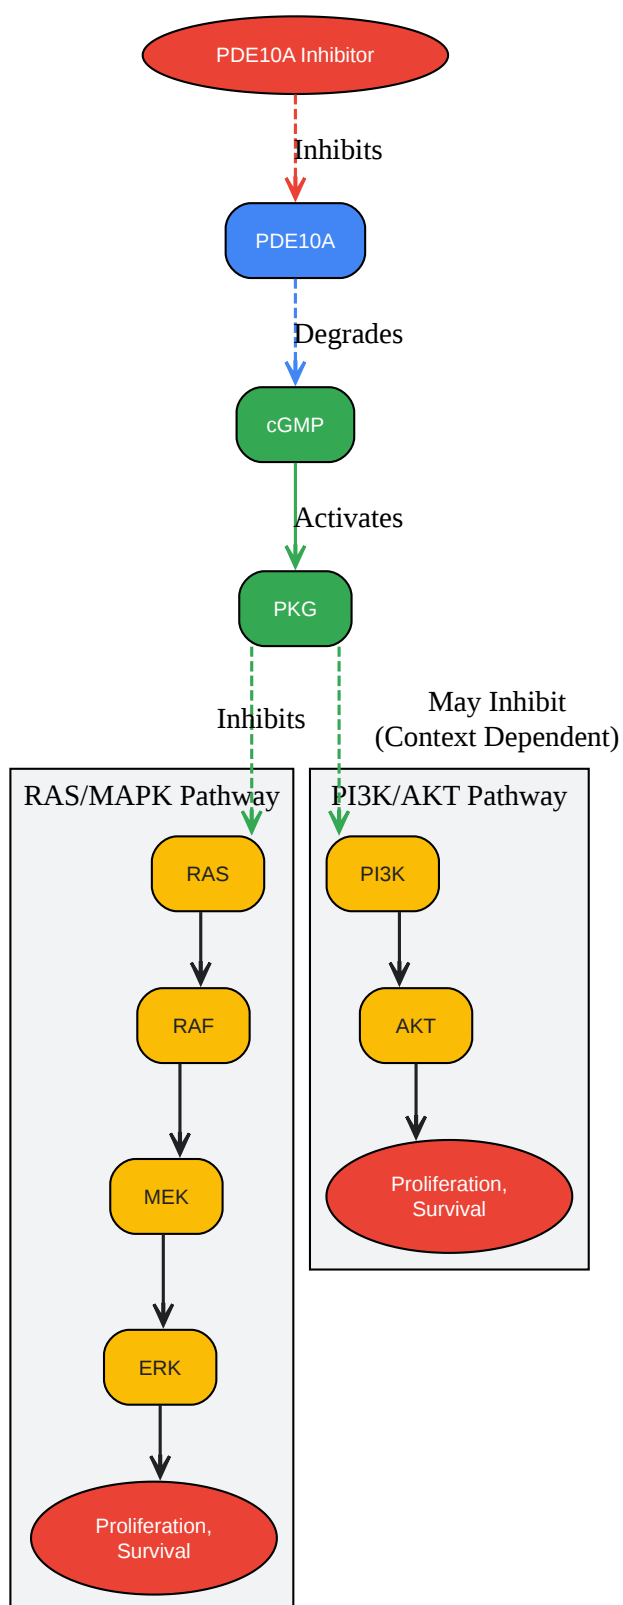 PDE10A Inhibitor
Inhibits
PDE10A
Degrades
cGMP
Activates
PKG
Inhibits
May Inhibit
(Context Dependent)
RAS/MAPK Pathway
RAS
RAF
MEK
ERK
Proliferation,
Survival
PI3K/AKT Pathway
PI3K
AKT
Proliferation,
Survival